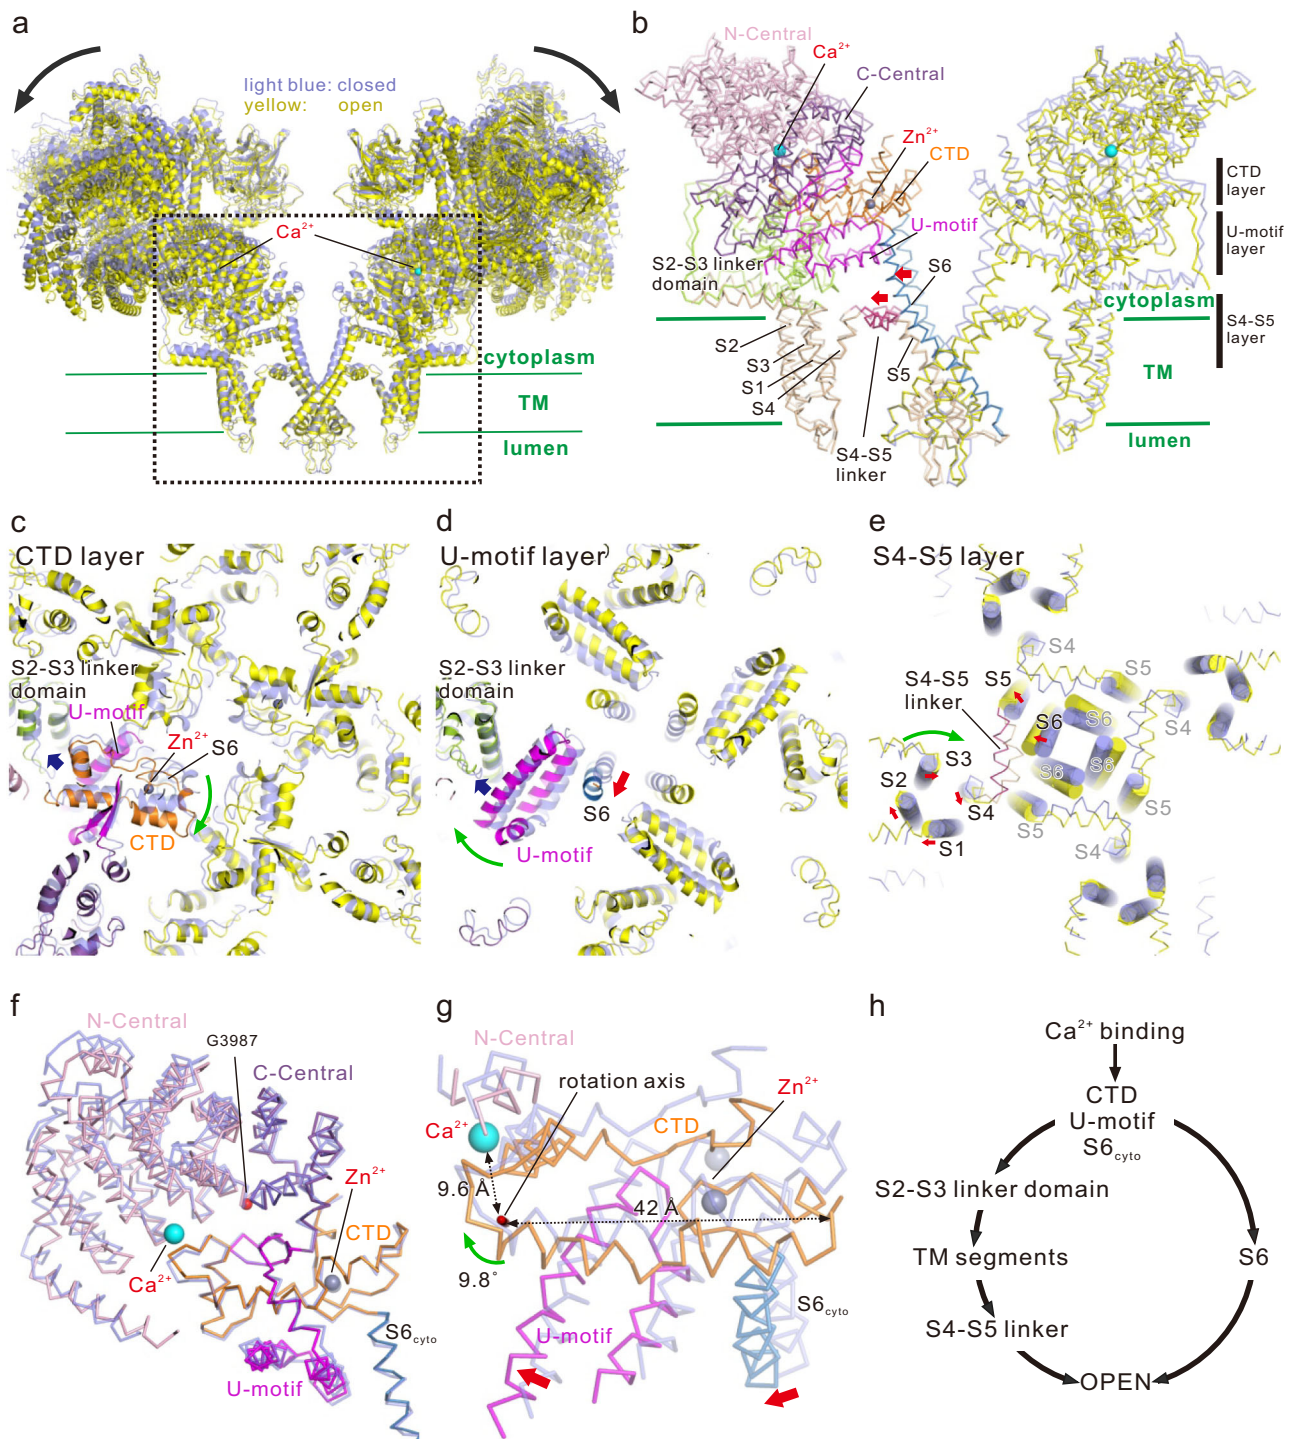 a
light blue: closed
yellow: open
Ca²⁺
cytoplasm
TM
lumen
b
N-Central
Ca²⁺
C-Central
Zn²⁺
CTD
CTD
layer
U-motif
layer
U-motif
S2-S3 linker
domain
S6
cytoplasm
S4-S5
layer
S2
S3
S1
S4
S5
TM
S4-S5
linker
lumen
c
CTD layer
S2-S3 linker
domain
U-motif
Zn²⁺
S6
CTD
d
U-motif layer
S2-S3 linker
domain
S6
U-motif
e
S4-S5 layer
S4
S5
S4-S5
linker
S5
S6
S6
S4
S3
S2
S6
S6
S4
S5
S1
S5
S4
f
N-Central
G3987
C-Central
Zn²⁺
CTD
Ca²⁺
S6cyto
U-motif
g
N-Central
rotation axis
Zn²⁺
CTD
Ca²⁺
9.6 Å
42 Å
9.8°
S6cyto
U-motif
h
Ca²⁺ binding
CTD
U-motif
S6cyto
S2-S3 linker domain
TM segments
S6
S4-S5 linker
OPEN